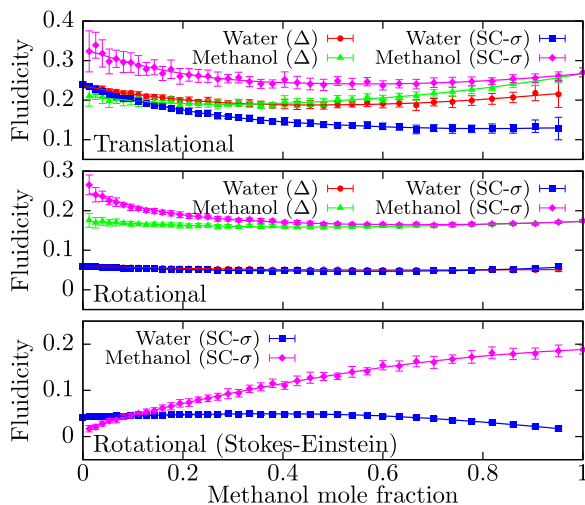 0.4
0.3
0.2
0.1
Fluidicity
Water (Δ)
Methanol (Δ)
Water (SC-σ)
Methanol (SC-σ)
Translational
0.3
0.2
0.1
0
Fluidicity
Water (Δ)
Methanol (Δ)
Water (SC-σ)
Methanol (SC-σ)
Rotational
0.2
0.1
0
Fluidicity
Water (SC-σ)
Methanol (SC-σ)
Rotational (Stokes-Einstein)
0 0.2 0.4 0.6 0.8 1
Methanol mole fraction